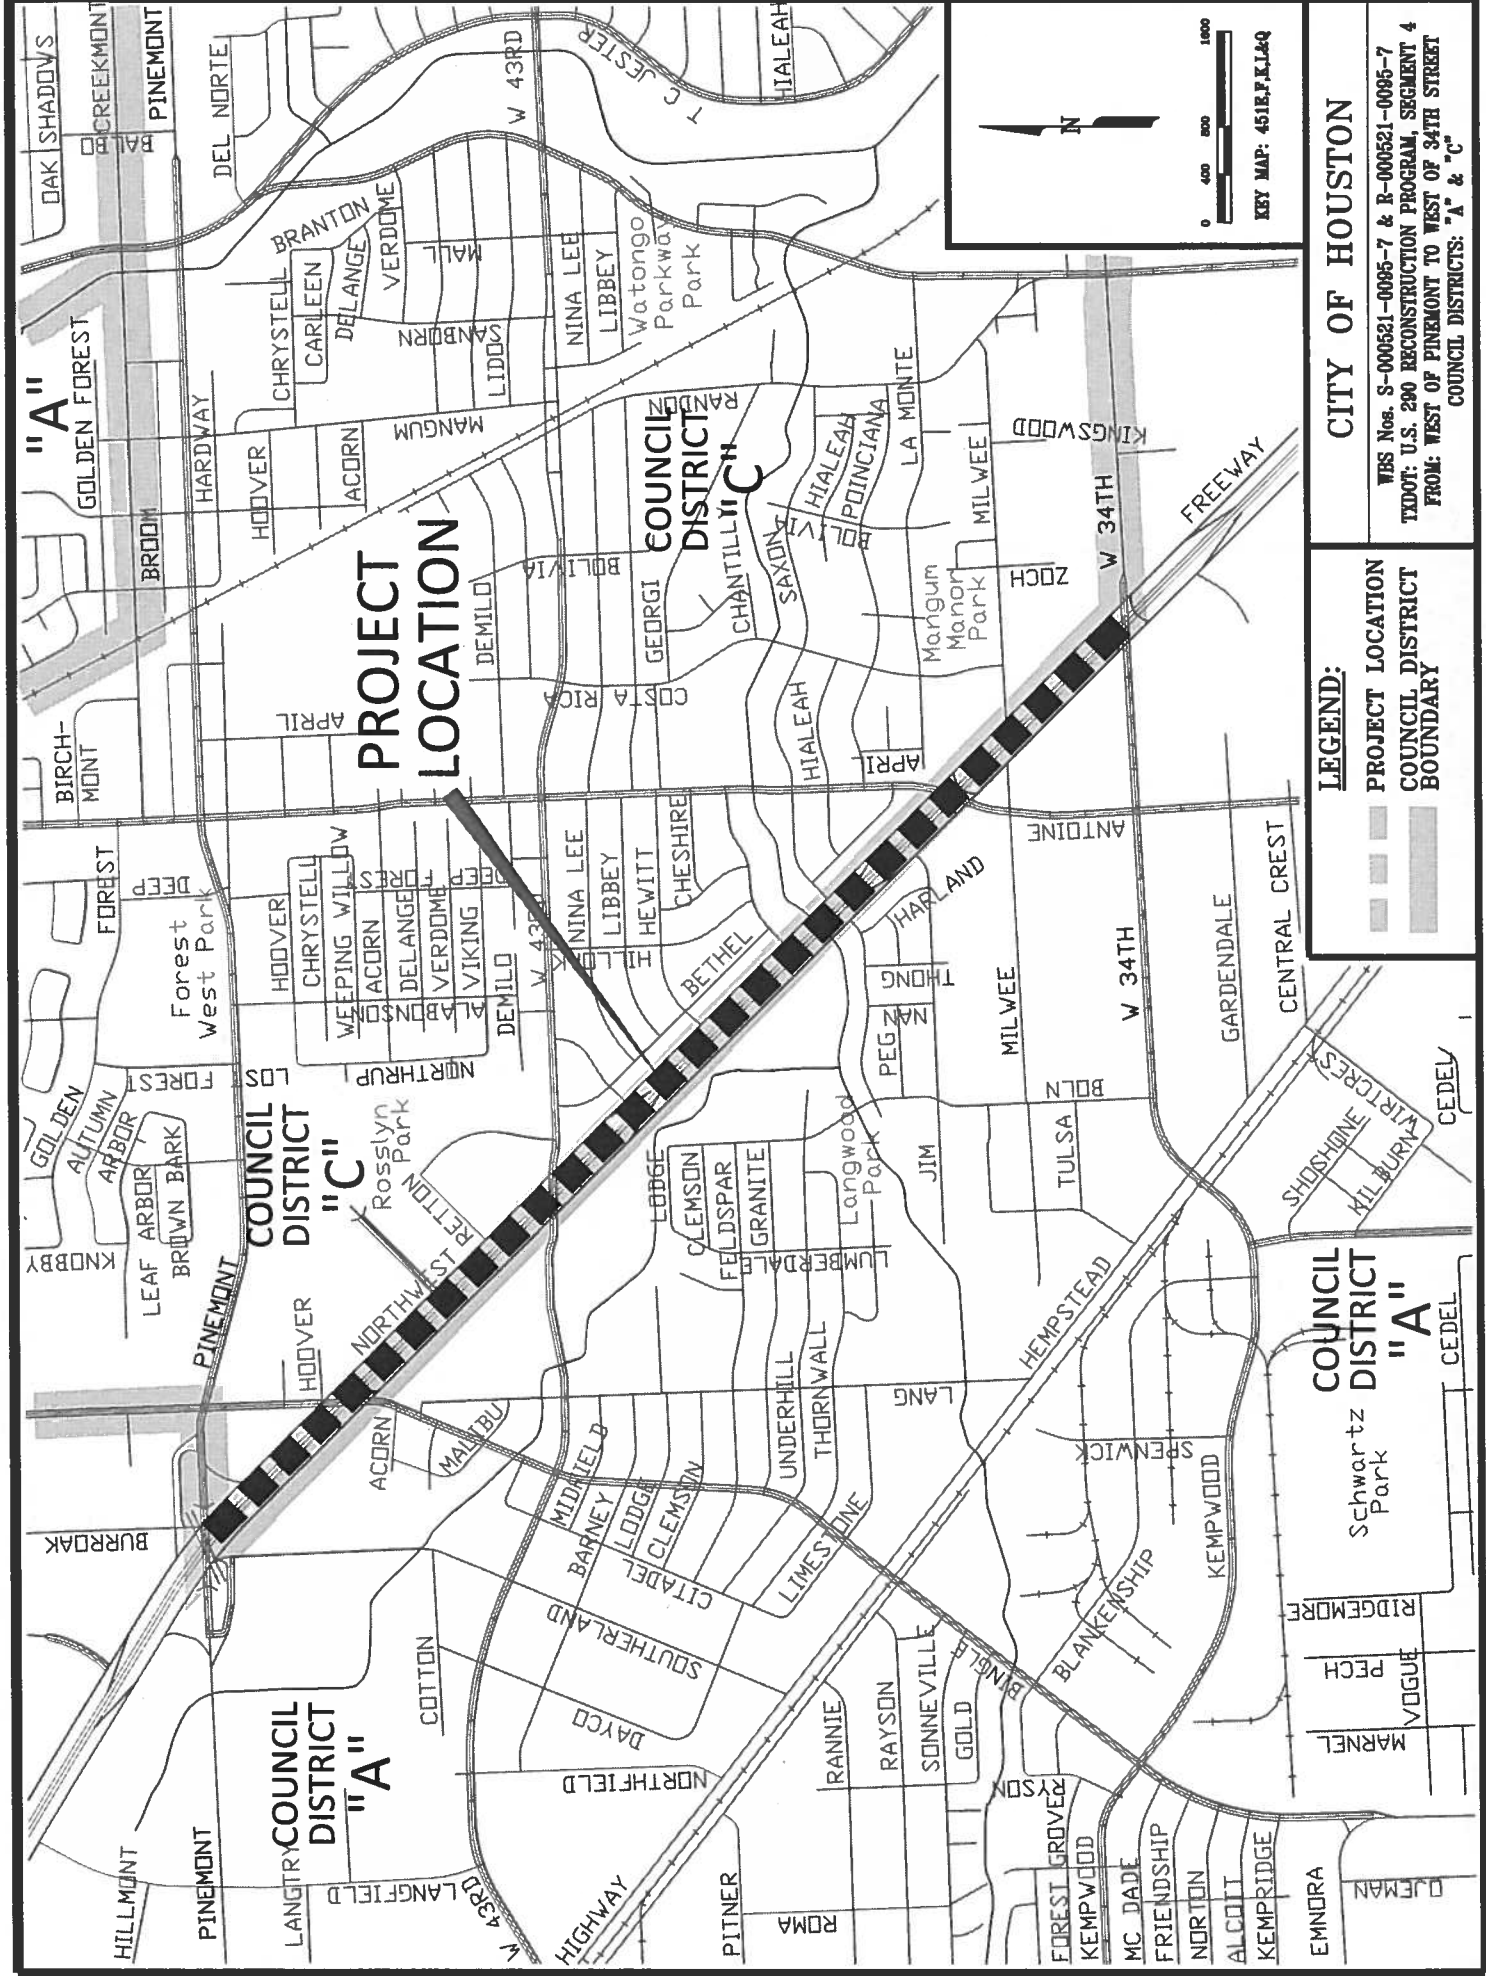 HILLMONT
PINEMONT
LANGTRY
LANGFIELD
COUNCIL
DISTRICT
"A"
W 43RD
HIGHWAY
COTTON
NORTHFIELD
DAYCO
SOUTHERLAND
PITNER
ROMA
RANNIE
RAYSON
SONNEVILLE
GOLD
BINGLE
RYSON
FOREST GROVER
KEMPWOOD
MC DADE
FRIENDSHIP
NORTON
ALCOTT
KEMPRIDGE
EMNORA
OJEMAN
MARNEL
VOGUE
PECH
RIDGEMORE
BLANKENSHIP
KEMPWOOD
SPENWICK
Schwartz
Park
CEDEL
COUNCIL
DISTRICT
"A"
BURROAK
PINEMONT
HOOVER
ACORN
MALIBU
MIDFIELD
BARNEY
LODGE
CLEMSON
CITADEL
LIMESTONE
UNDERHILL
THORNWALL
LANG
HEMPSTEAD
KNOBBY
LEAF ARBOR
BROWN BARK
GOLDEN
AUTUMN
ARBOR
FOREST
LOST
COUNCIL
DISTRICT
"C"
Rosslyn
Park
RETTON
NORTHWEST
LODGE
CLEMSON
FELDSPAR
GRANITE
LUMBERDALE
Langwood
Park
JIM
TULSA
BOLN
SHOSHONE
KILBURN
WIRTCREST
CEDEL
FOREST
DEEP
Forest
West Park
HOOVER
CHRYSTELL
WEEPING WILLOW
ACORN
DELANGE
VERDOME
VIKING
DEEP FOREST
ALABONSON
NORTHRUP
DEMILO
W 43RD
NINA LEE
LIBBEY
HEWITT
CHESHIRE
BETHEL
HARLAND
THONG
PEG
NAN
MILWEE
W 34TH
GARDENDALE
CENTRAL CREST
ANTOINE
BIRCH-
MONT
APRIL
PROJECT
LOCATION
DEMILO
BOLIVIA
COSTA RICA
GEORGI
CHANTILLY
SAXON
HIALEAH
APRIL
BOLIVIA
Mangum
Manor
Park
ZOCH
MILWEE
W 34TH
FREEWAY
KINGSWOOD
COUNCIL
DISTRICT
"C"
RANDON
HIALEAH
POINCIANA
LA MONTE
"A"
GOLDEN FOREST
BROOM
HARDWAY
HOOVER
ACORN
MANGUM
CHRYSTELL
CARLEEN
DELANGE
BRANTON
VERDOME
MALL
SANBORN
LIDO
NINA LEE
LIBBEY
Watongo
Parkway
Park
OAK SHADOWS
CREEKMONT
BALBO
PINEMONT
DEL NORTE
W 43RD
T C JESTER
HIALEAH
N
0 400 800 1600
KEY MAP: 451E,F,K,L&Q
LEGEND:
PROJECT LOCATION
COUNCIL DISTRICT
BOUNDARY
CITY OF HOUSTON
WBS Nos. S-000521-0095-7 & R-000521-0095-7
TXDOT: U.S. 290 RECONSTRUCTION PROGRAM, SEGMENT 4
FROM: WEST OF PINEMONT TO WEST OF 34TH STREET
COUNCIL DISTRICTS: "A" & "C"